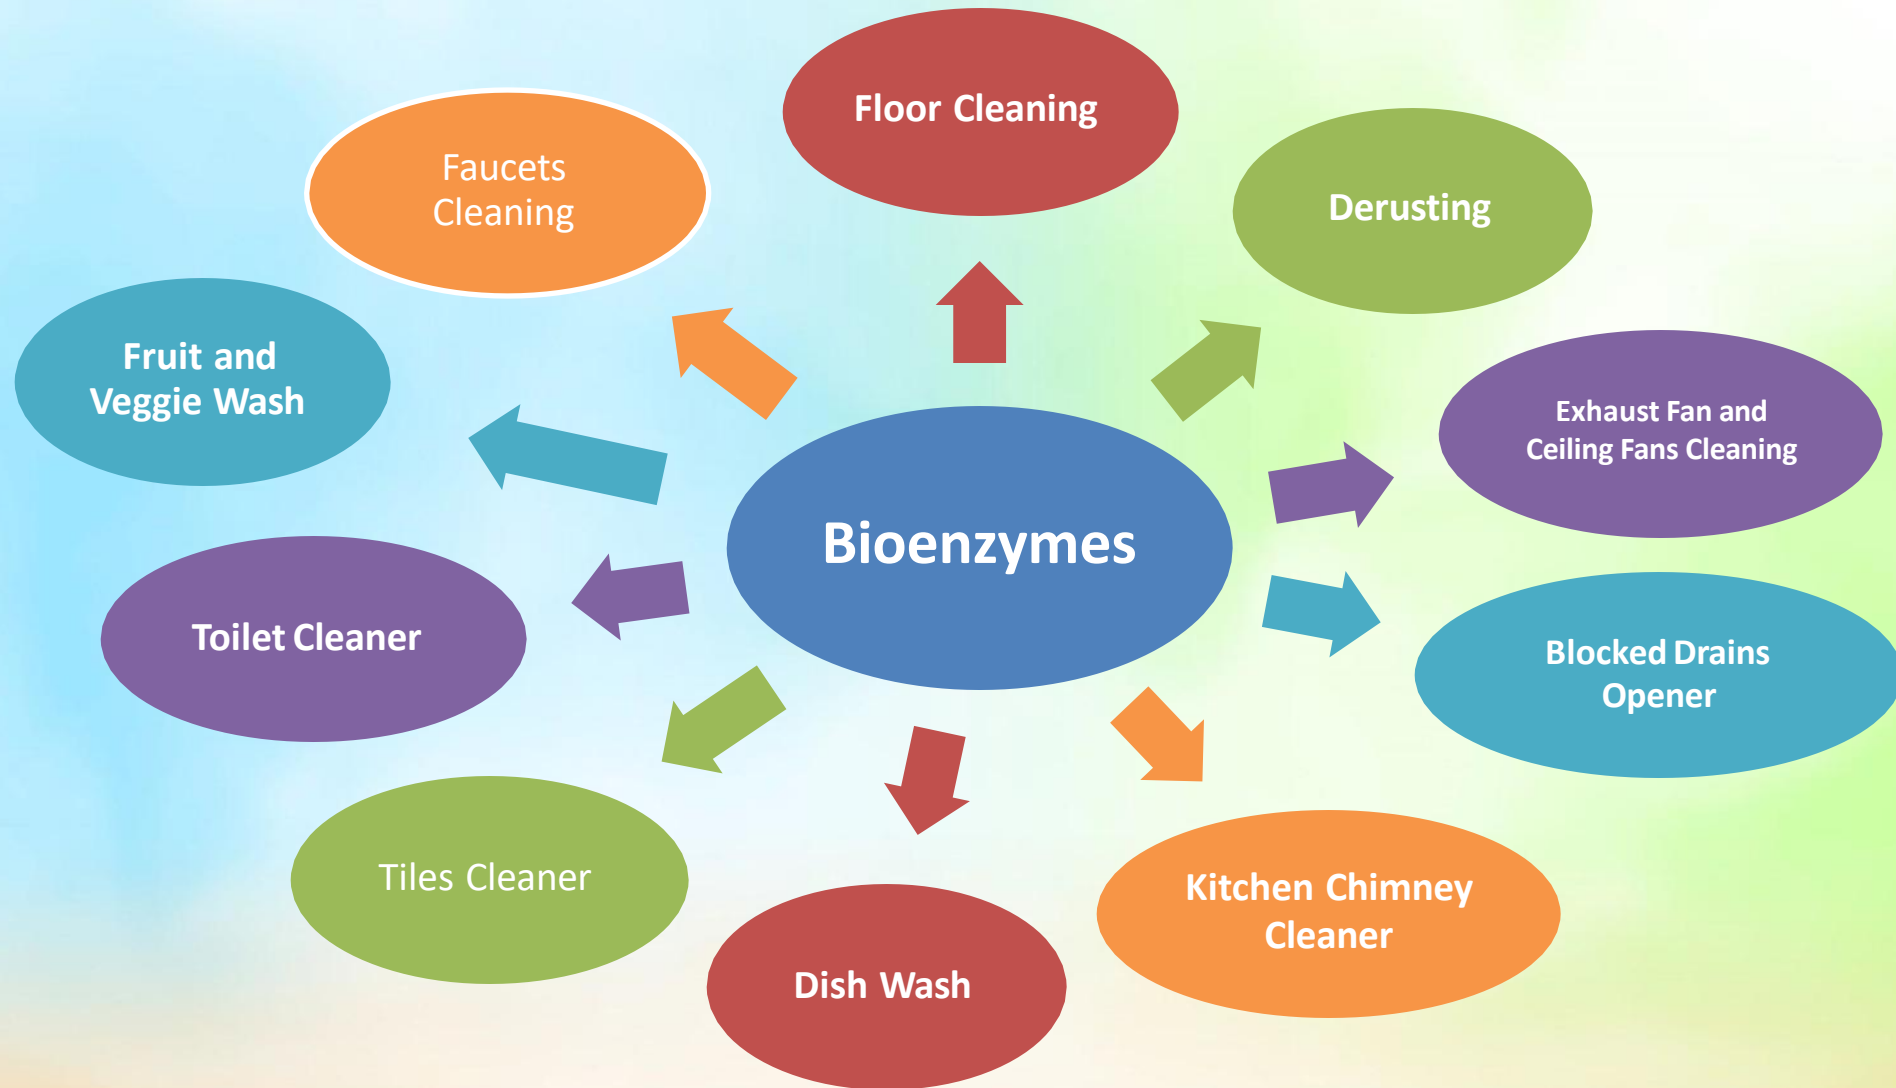 Floor Cleaning
Faucets
Cleaning
Derusting
Fruit and
Veggie Wash
Exhaust Fan and
Ceiling Fans Cleaning
Bioenzymes
Toilet Cleaner
Blocked Drains
Opener
Tiles Cleaner
Kitchen Chimney
Cleaner
Dish Wash